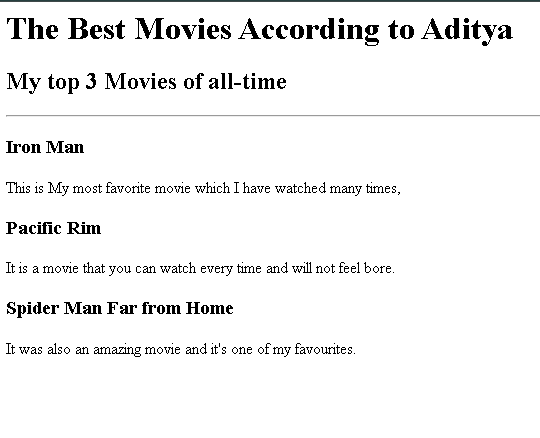 The Best Movies According to Aditya
My top 3 Movies of all-time
Iron Man
This is My most favorite movie which I have watched many times,
Pacific Rim
It is a movie that you can watch every time and will not feel bore.
Spider Man Far from Home
It was also an amazing movie and it's one of my favourites.